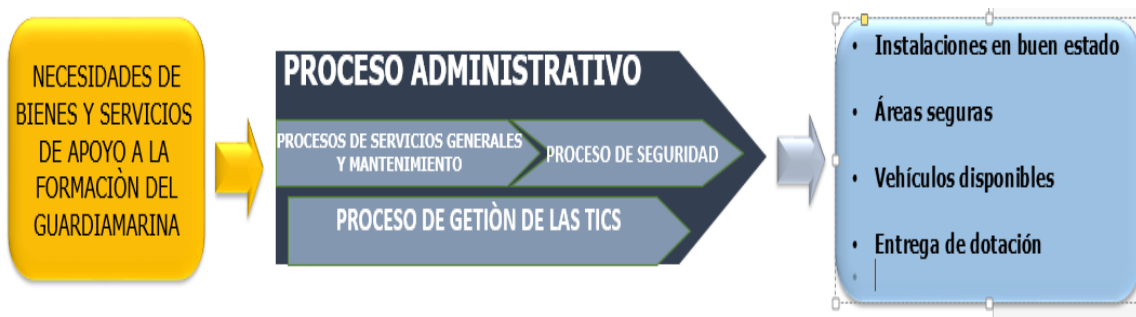 NECESIDADES DE
BIENES Y SERVICIOS
DE APOYO A LA
FORMACIÒN DEL
GUARDIAMARINA
PROCESO ADMINISTRATIVO
PROCESOS DE SERVICIOS GENERALES
Y MANTENIMIENTO
PROCESO DE SEGURIDAD
PROCESO DE GETIÒN DE LAS TICS
• Instalaciones en buen estado
• Áreas seguras
• Vehículos disponibles
• Entrega de dotación